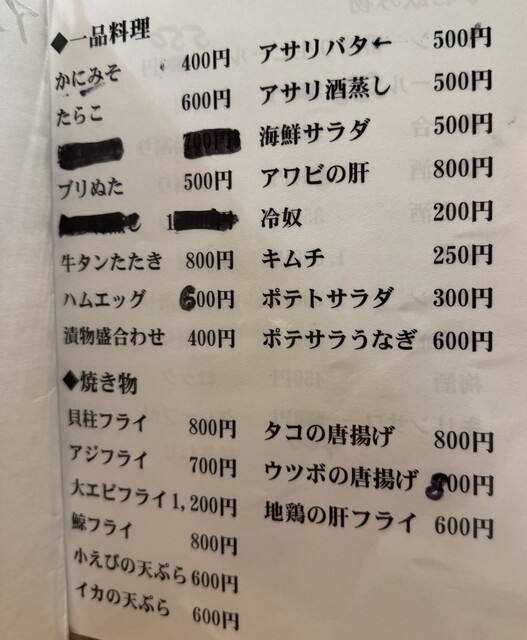 ◆一品料理
かにみそ 400円
たらこ 600円
700円
ブリぬた 500円
牛タンたたき 800円
ハムエッグ 600円
漬物盛合わせ 400円
アサリバター 500円
アサリ酒蒸し 500円
海鮮サラダ 500円
アワビの肝 800円
冷奴 200円
キムチ 250円
ポテトサラダ 300円
ポテサラうなぎ 600円
◆焼き物
貝柱フライ 800円
アジフライ 700円
大エビフライ 1,200円
鯨フライ 800円
小えびの天ぷら 600円
イカの天ぷら 600円
タコの唐揚げ 800円
ウツボの唐揚げ 800円
地鶏の肝フライ 600円